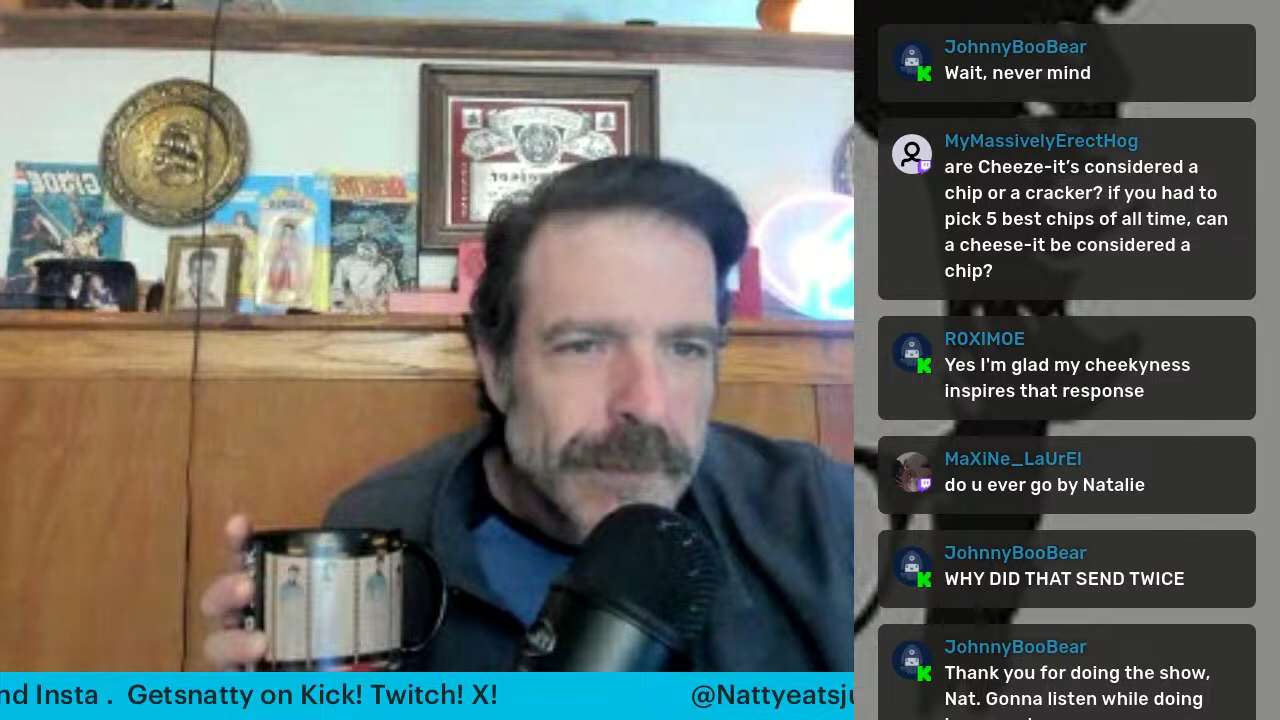 JohnnyBooBear
Wait, never mind
MyMassivelyErectHog
are Cheeze-it's considered a
chip or a cracker? if you had to
pick 5 best chips of all time, can
a cheese-it be considered a
chip?
R0XIMOE
Yes I'm glad my cheekyness
inspires that response
MaXiNe_LaUrEl
do u ever go by Natalie
JohnnyBooBear
WHY DID THAT SEND TWICE
JohnnyBooBear
Thank you for doing the show,
Nat. Gonna listen while doing
nd Insta .  Getsnatty on Kick! Twitch! X!
@Nattyeatsju